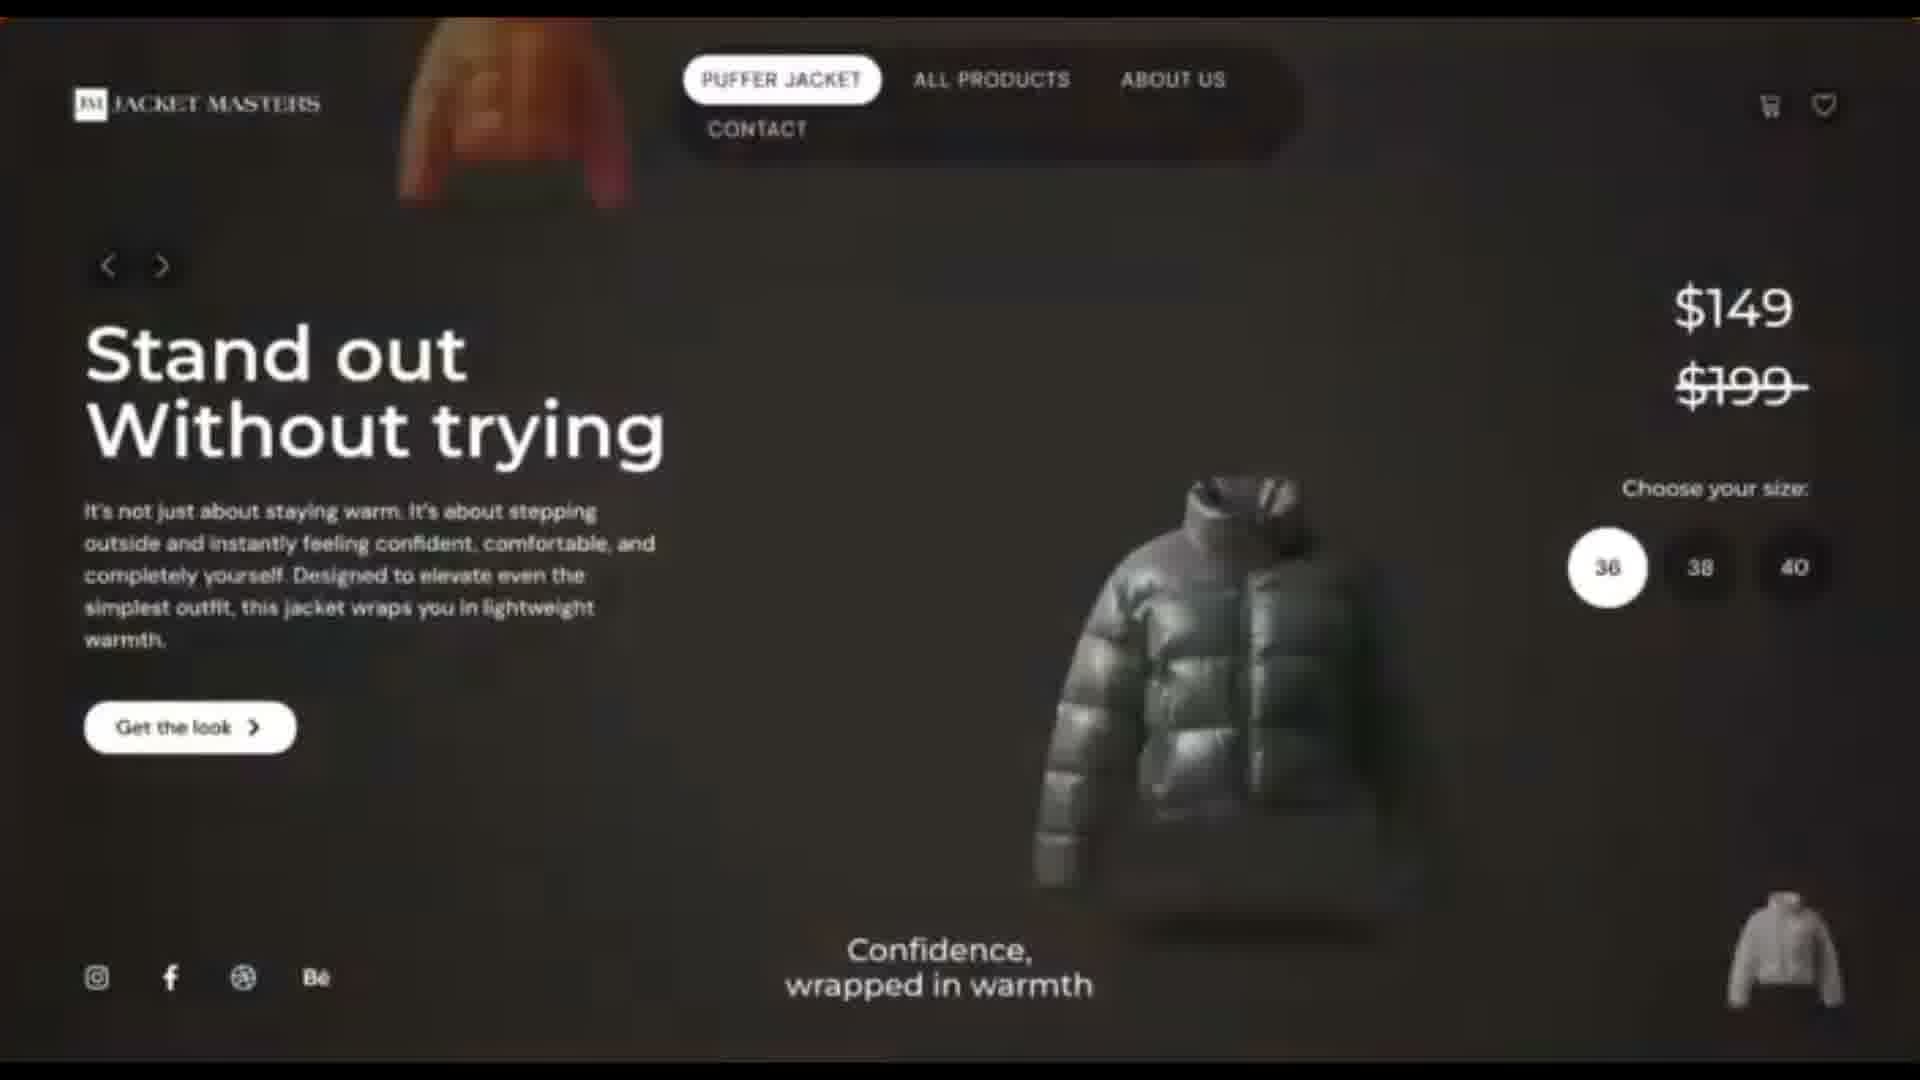 JM JACKET MASTERS
PUFFER JACKET
ALL PRODUCTS
ABOUT US
CONTACT
Stand out
Without trying
It's not just about staying warm. It's about stepping
outside and instantly feeling confident, comfortable, and
completely yourself. Designed to elevate even the
simplest outfit, this jacket wraps you in lightweight
warmth.
Get the look
$149
$199
Choose your size:
36
38
40
Confidence,
wrapped in warmth
Bē